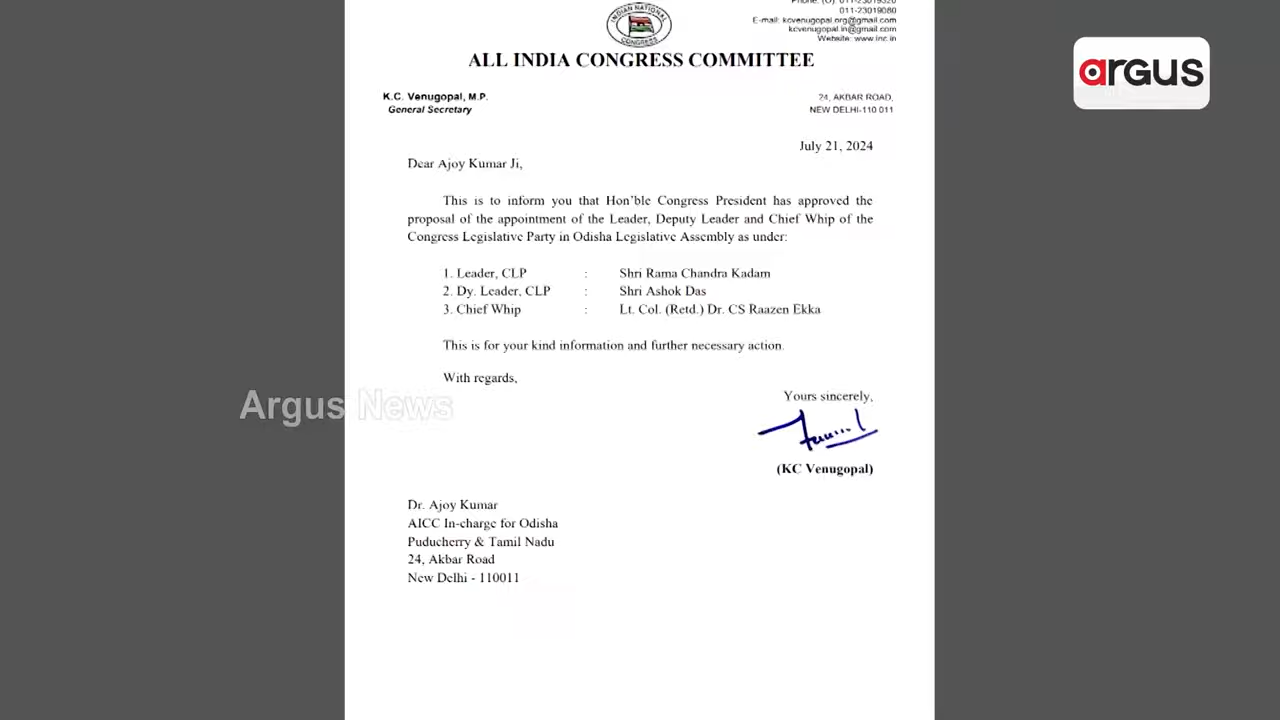 INDIAN NATIONAL CONGRESS
011-23019080
E-mail: kcvenugopal.org@gmail.com
kcvenugopal.in@gmail.com
Website: www.inc.in
ALL INDIA CONGRESS COMMITTEE
argus
K.C. Venugopal, M.P.
General Secretary
24, AKBAR ROAD,
NEW DELHI-110 011
July 21, 2024
Dear Ajoy Kumar Ji,
This is to inform you that Hon'ble Congress President has approved the
proposal of the appointment of the Leader, Deputy Leader and Chief Whip of the
Congress Legislative Party in Odisha Legislative Assembly as under:
1. Leader, CLP : Shri Rama Chandra Kadam
2. Dy. Leader, CLP : Shri Ashok Das
3. Chief Whip : Lt. Col. (Retd.) Dr. CS Raazen Ekka
This is for your kind information and further necessary action.
With regards,
Argus News
Yours sincerely,
(KC Venugopal)
Dr. Ajoy Kumar
AICC In-charge for Odisha
Puducherry & Tamil Nadu
24, Akbar Road
New Delhi - 110011